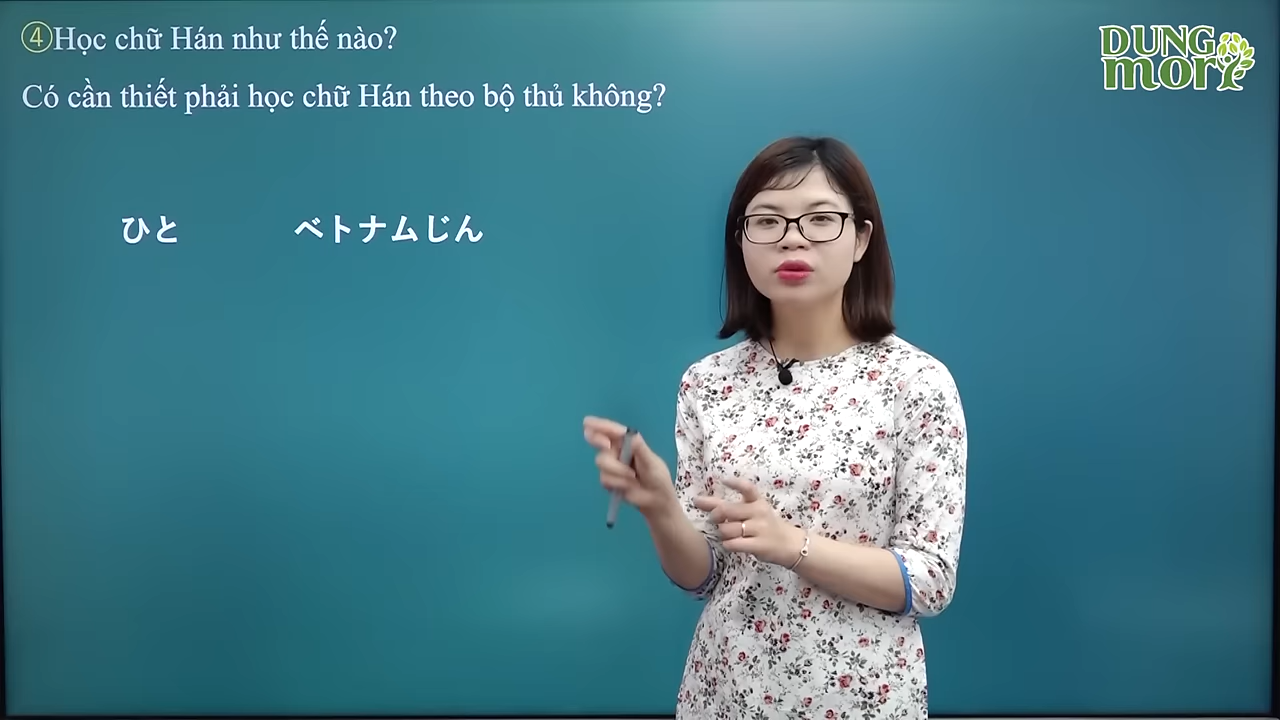 ④Học chữ Hán như thế nào?
Có cần thiết phải học chữ Hán theo bộ thủ không?
ひと ベトナムじん
DUNG
mori